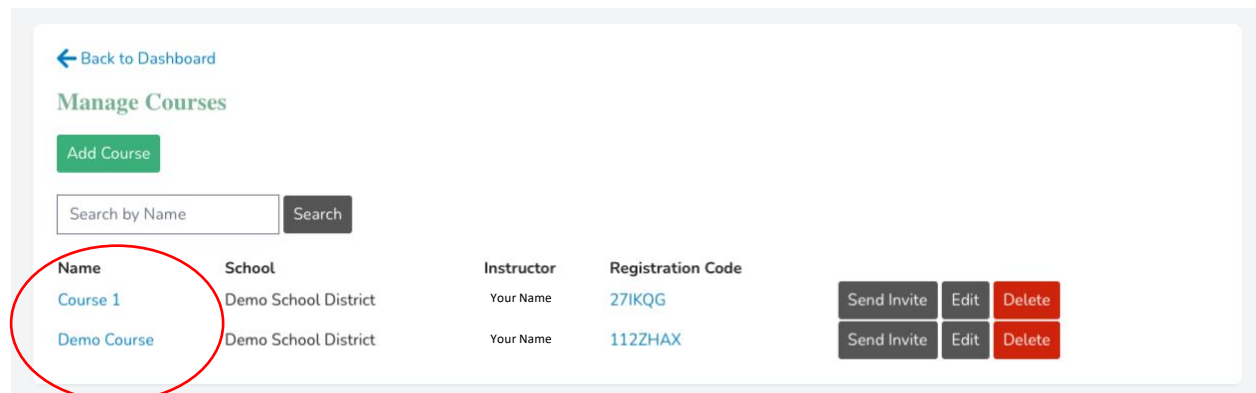 Back to Dashboard
Manage Courses
Add Course
Search by Name Search
Name School Instructor Registration Code
Course 1 Demo School District Your Name 27IKQG Send Invite Edit Delete
Demo Course Demo School District Your Name 112ZHAX Send Invite Edit Delete